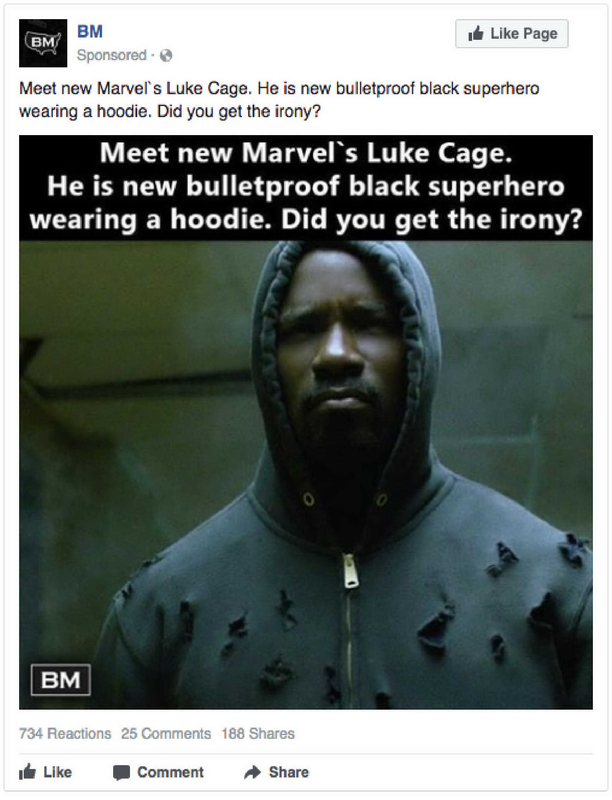 BM
BM
Sponsored ·
Like Page
Meet new Marvel`s Luke Cage. He is new bulletproof black superhero
wearing a hoodie. Did you get the irony?
Meet new Marvel`s Luke Cage.
He is new bulletproof black superhero
wearing a hoodie. Did you get the irony?
BM
734 Reactions 25 Comments 188 Shares
Like Comment Share